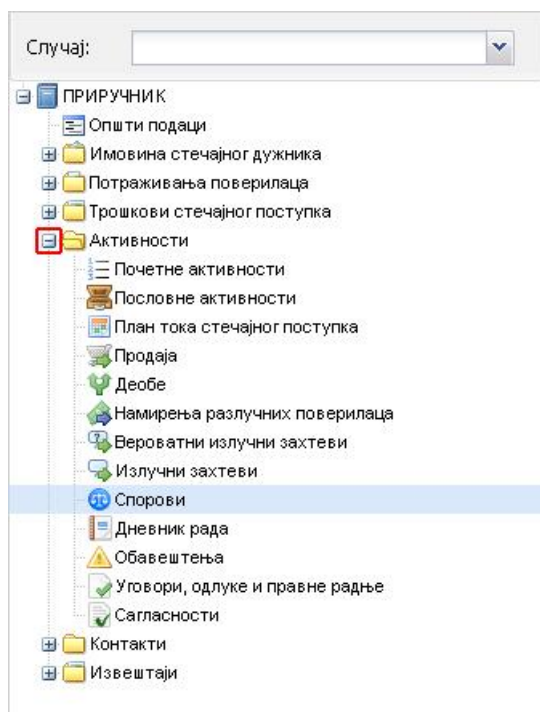 Случај:
ПРИРУЧНИК
Општи подаци
Имовина стечајног дужника
Потраживања поверилаца
Трошкови стечајног поступка
Активности
Почетне активности
Пословне активности
План тока стечајног поступка
Продаја
Деобе
Намирења разлучних поверилаца
Вероватни излучни захтеви
Излучни захтеви
Спорови
Дневник рада
Обавештења
Уговори, одлуке и правне радње
Сагласности
Контакти
Извештаји